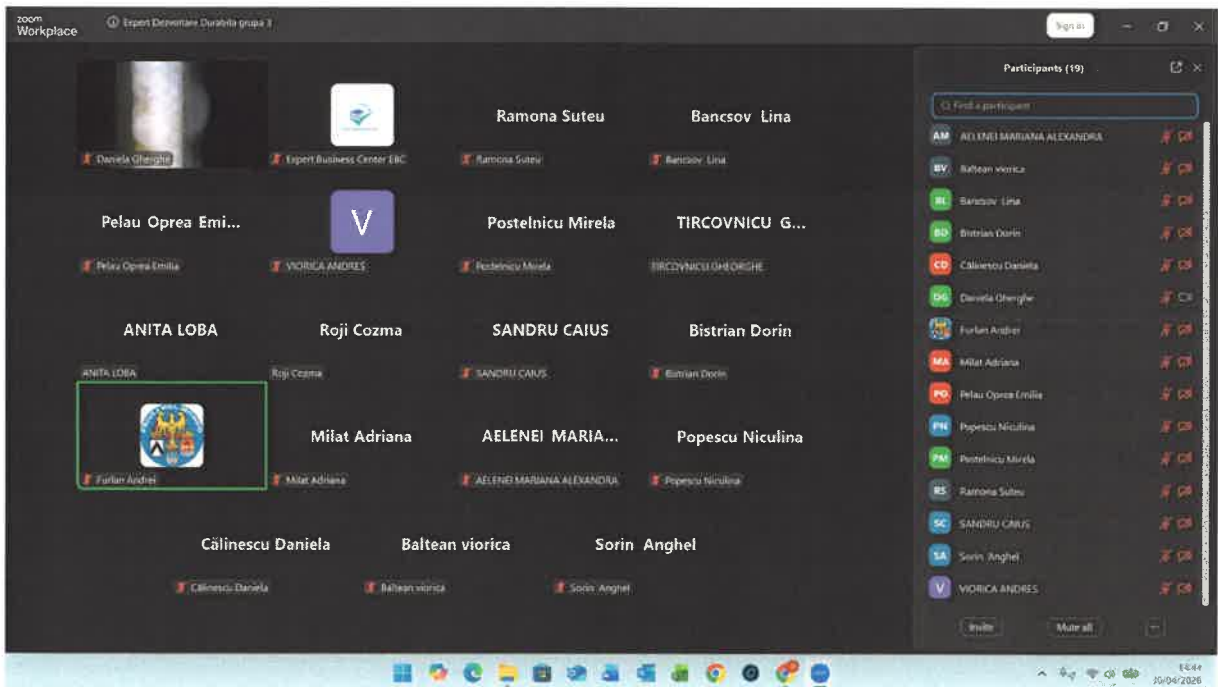 zoom
Workplace
Expert Dezvoltare Durabila grupa 3
Sign in
Daniela Gherghe
Expert Business Center EBC
Ramona Suteu
Ramona Suteu
Bancsov Lina
Bancsov Lina
Pelau Oprea Emi...
Pelau Oprea Emilia
V
VIORICA ANDRES
Postelnicu Mirela
Postelnicu Mirela
TIRCOVNICU G...
TIRCOVNICU GHEORGHE
ANITA LOBA
ANITA LOBA
Roji Cozma
Roji Cozma
SANDRU CAIUS
SANDRU CAIUS
Bistrian Dorin
Bistrian Dorin
Furlan Andrei
Milat Adriana
Milat Adriana
AELENEI MARIA...
AELENEI MARIANA ALEXANDRA
Popescu Niculina
Popescu Niculina
Călinescu Daniela
Călinescu Daniela
Baltean viorica
Baltean viorica
Sorin Anghel
Sorin Anghel
Participants (19)
Find a participant
AM AELENEI MARIANA ALEXANDRA
BV Baltean viorica
BL Bancsov Lina
BD Bistrian Dorin
CD Călinescu Daniela
DG Daniela Gherghe
Furlan Andrei
MA Milat Adriana
PO Pelau Oprea Emilia
PN Popescu Niculina
PM Postelnicu Mirela
RS Ramona Suteu
SC SANDRU CAIUS
SA Sorin Anghel
V VIORICA ANDRES
Invite
Mute all
30/04/2026